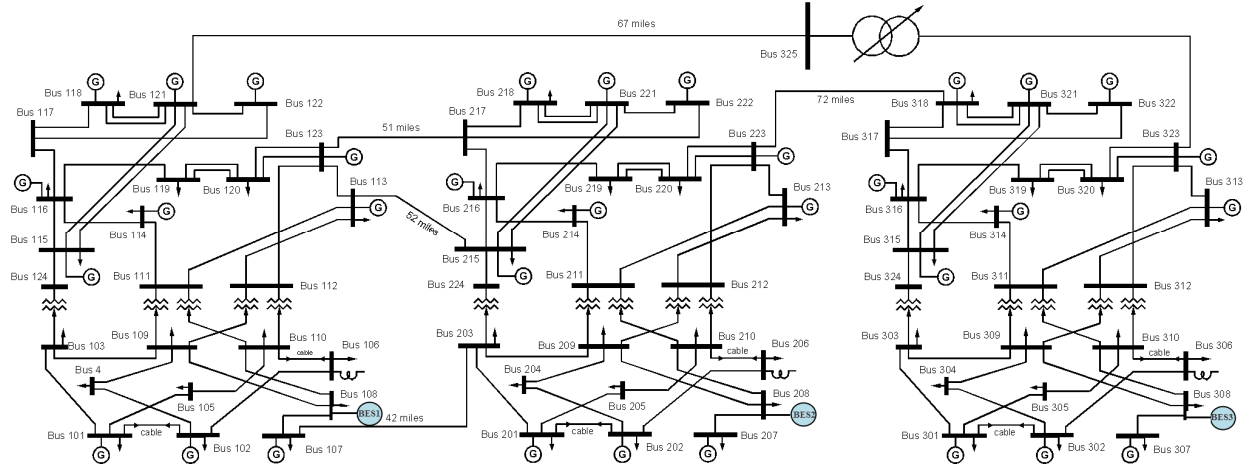 67 miles
Bus 325
Bus 118
G
Bus 121
G
G
Bus 122
Bus 117
Bus 218
G
G
Bus 221
G
Bus 222
Bus 217
72 miles
Bus 318
G
G
Bus 321
G
Bus 322
Bus 317
51 miles
Bus 123
G
Bus 223
G
Bus 323
G
Bus 119
Bus 120
Bus 113
G
G
Bus 116
Bus 219
Bus 220
Bus 213
G
G
Bus 216
Bus 319
Bus 320
Bus 313
G
G
Bus 316
G
Bus 114
G
Bus 214
G
Bus 314
52 miles
Bus 115
Bus 215
Bus 315
G
G
G
Bus 124
Bus 111
Bus 112
Bus 224
Bus 211
Bus 212
Bus 324
Bus 311
Bus 312
Bus 103
Bus 109
Bus 110
Bus 106
cable
Bus 203
Bus 209
Bus 210
Bus 206
cable
Bus 303
Bus 309
Bus 310
Bus 306
cable
Bus 4
Bus 105
Bus 108
BES1
Bus 204
Bus 205
Bus 208
BES2
Bus 304
Bus 305
Bus 308
BES3
42 miles
Bus 101
cable
Bus 102
Bus 107
Bus 201
cable
Bus 202
Bus 207
Bus 301
cable
Bus 302
Bus 307
G
G
G
G
G
G
G
G
G